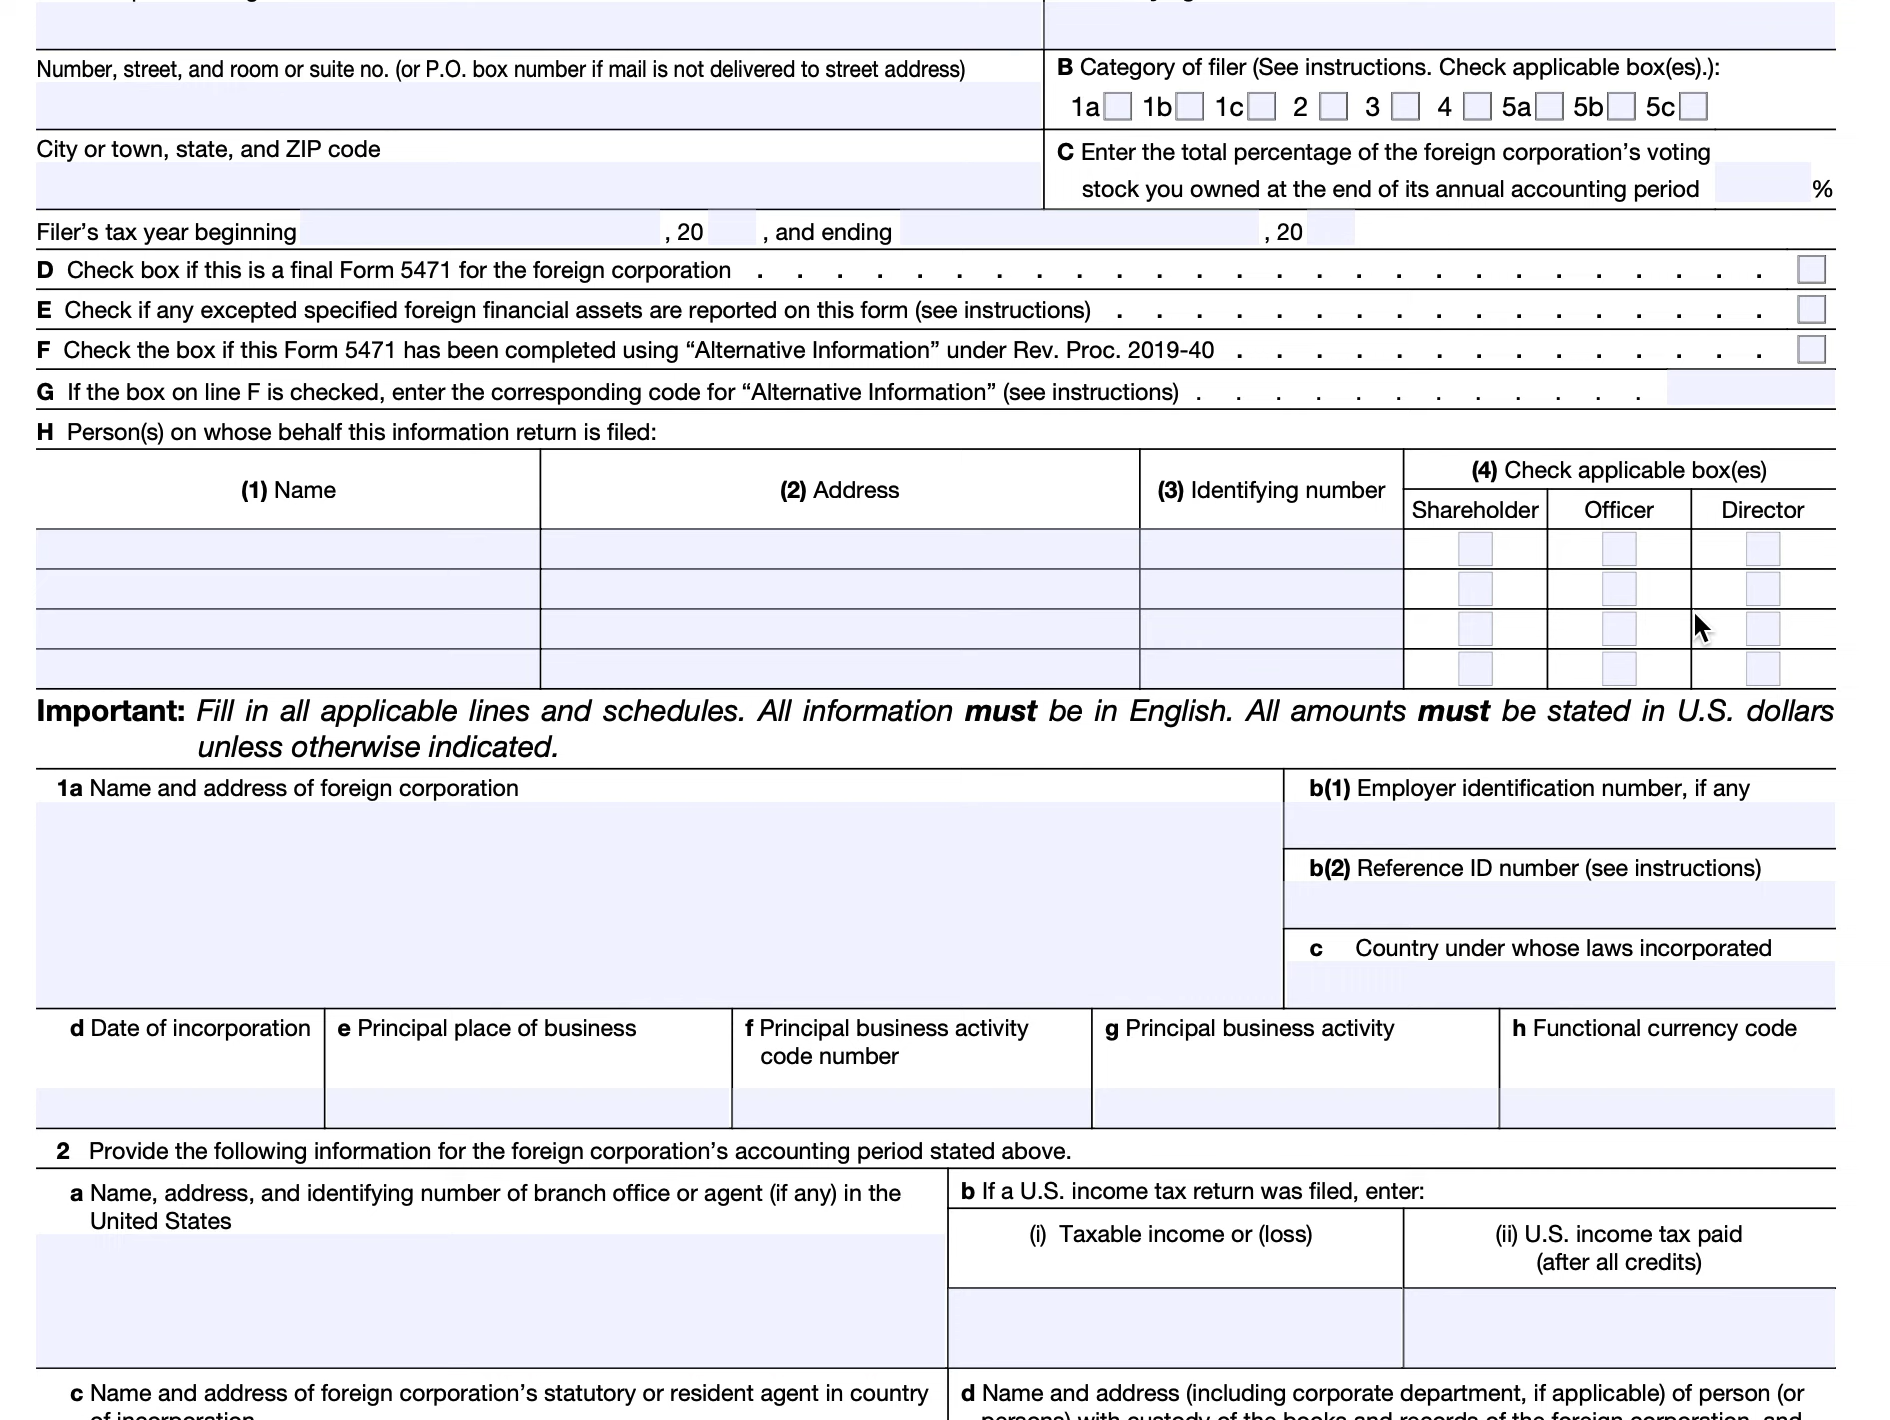 Number, street, and room or suite no. (or P.O. box number if mail is not delivered to street address)
B Category of filer (See instructions. Check applicable box(es).):
1a 1b 1c 2 3 4 5a 5b 5c
City or town, state, and ZIP code
C Enter the total percentage of the foreign corporation's voting
stock you owned at the end of its annual accounting period %
Filer's tax year beginning , 20 , and ending , 20
D Check box if this is a final Form 5471 for the foreign corporation . . . . . . . . . . . . . . . . . . . . . . . . . .
E Check if any excepted specified foreign financial assets are reported on this form (see instructions) . . . . . . . . . . . . . . . . .
F Check the box if this Form 5471 has been completed using “Alternative Information” under Rev. Proc. 2019-40 . . . . . . . . . . . . . .
G If the box on line F is checked, enter the corresponding code for “Alternative Information” (see instructions) . . . . . . . . . . . .
H Person(s) on whose behalf this information return is filed:
(1) Name
(2) Address
(3) Identifying number
(4) Check applicable box(es)
Shareholder Officer Director
Important: Fill in all applicable lines and schedules. All information must be in English. All amounts must be stated in U.S. dollars
unless otherwise indicated.
1a Name and address of foreign corporation
b(1) Employer identification number, if any
b(2) Reference ID number (see instructions)
c Country under whose laws incorporated
d Date of incorporation
e Principal place of business
f Principal business activity
code number
g Principal business activity
h Functional currency code
2 Provide the following information for the foreign corporation's accounting period stated above.
a Name, address, and identifying number of branch office or agent (if any) in the
United States
b If a U.S. income tax return was filed, enter:
(i) Taxable income or (loss)
(ii) U.S. income tax paid
(after all credits)
c Name and address of foreign corporation's statutory or resident agent in country
of incorporation
d Name and address (including corporate department, if applicable) of person (or
persons) with custody of the books and records of the foreign corporation, and